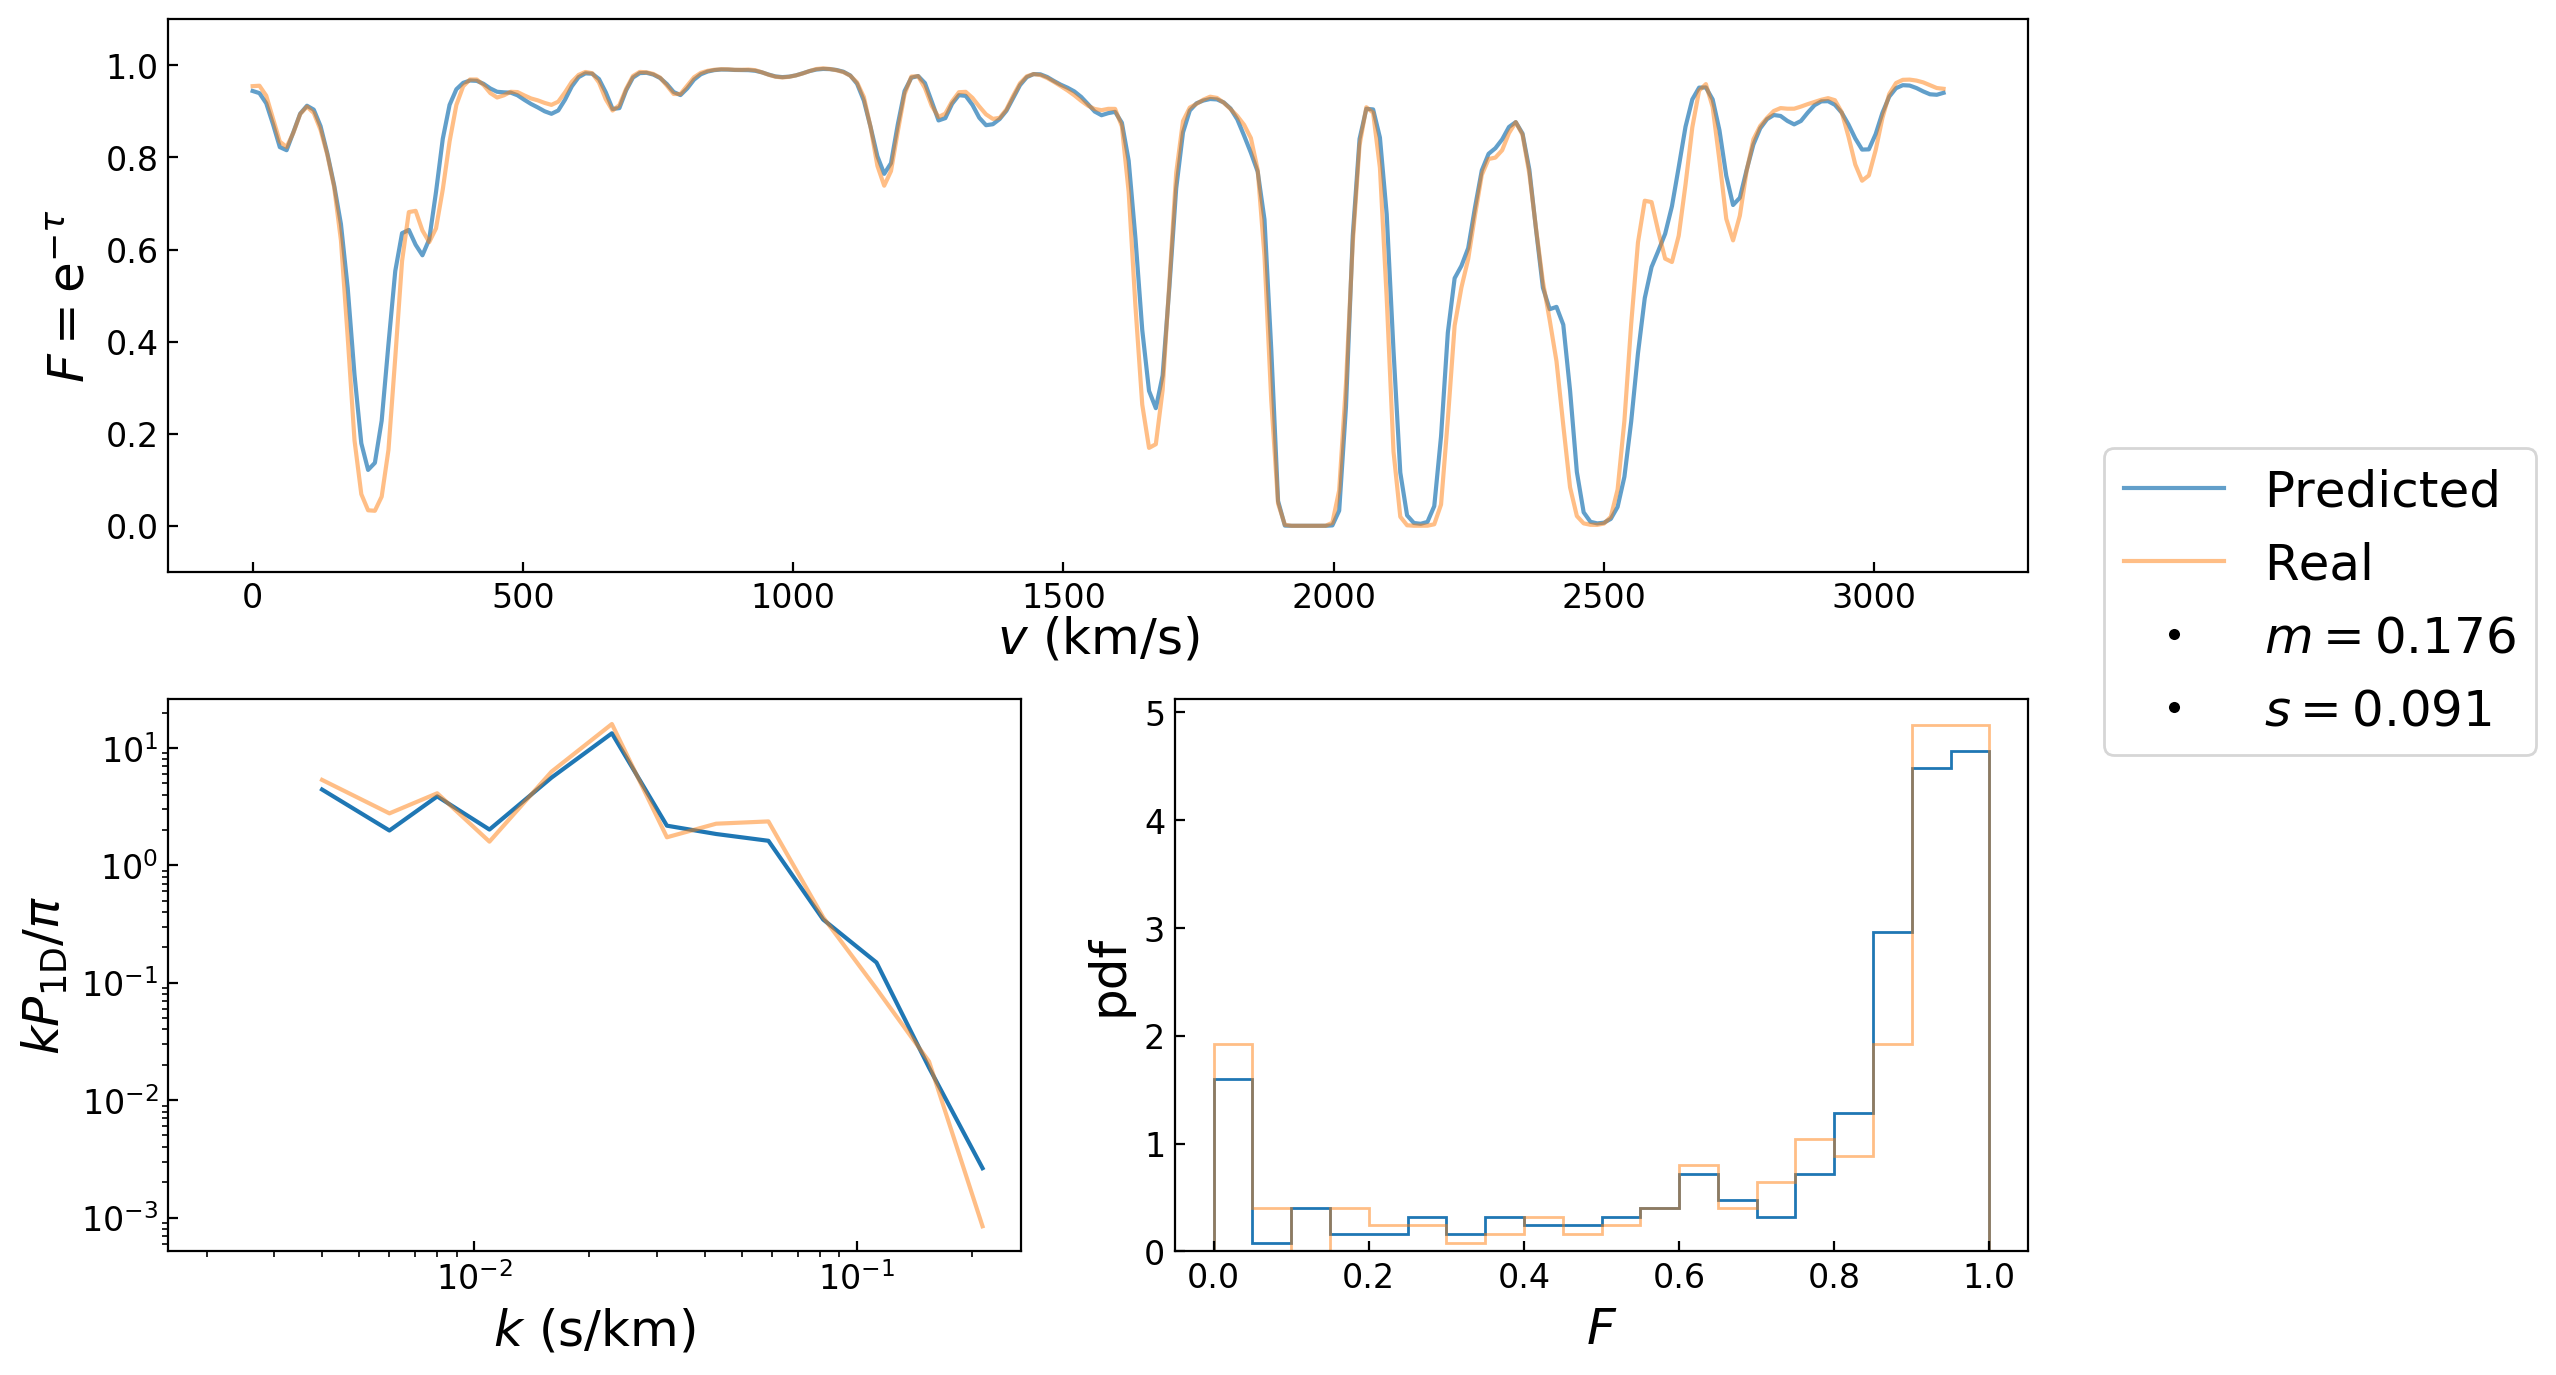 F = e^{−τ}
1.0
0.8
0.6
0.4
0.2
0.0
0 500 1000 1500 2000 2500 3000
v (km/s)
Predicted
Real
m = 0.176
s = 0.091
kP_{1D}/π
10^{1}
10^{0}
10^{−1}
10^{−2}
10^{−3}
10^{−2} 10^{−1}
k (s/km)
pdf
5
4
3
2
1
0
0.0 0.2 0.4 0.6 0.8 1.0
F